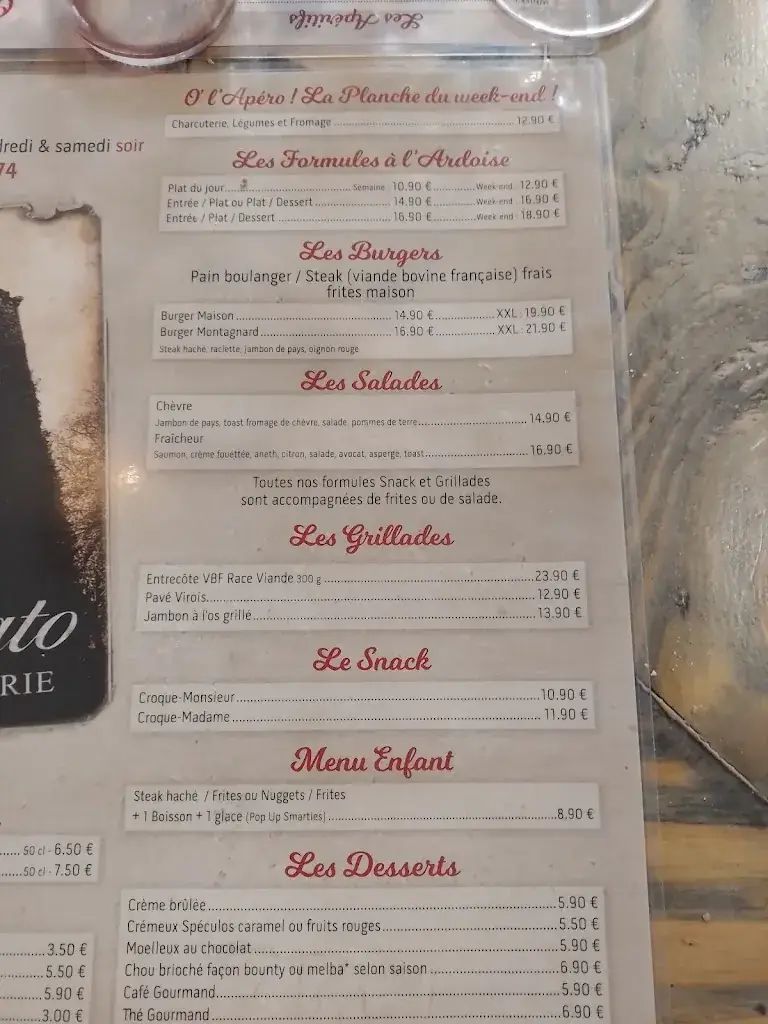 Les Apéritifs
O' l'Apéro ! La Planche du week-end !
Charcuterie, Légumes et Fromage 12.90 €
dredi & samedi soir
74
Les Formules à l'Ardoise
Plat du jour Semaine : 10.90 € Week-end : 12.90 €
Entrée / Plat ou Plat / Dessert 14.90 € Week-end : 16.90 €
Entrée / Plat / Dessert 16.90 € Week-end : 18.90 €
Les Burgers
Pain boulanger / Steak (viande bovine française) frais
frites maison
Burger Maison 14.90 € XXL : 19.90 €
Burger Montagnard 16.90 € XXL : 21.90 €
Steak haché, raclette, jambon de pays, oignon rouge
Les Salades
Chèvre
Jambon de pays, toast fromage de chèvre, salade, pommes de terre 14.90 €
Fraîcheur
Saumon, crème fouettée, aneth, citron, salade, avocat, asperge, toast 16.90 €
Toutes nos formules Snack et Grillades
sont accompagnées de frites ou de salade.
Les Grillades
Entrecôte VBF Race Viande 300 g 23.90 €
Pavé Virois 12.90 €
Jambon à l'os grillé 13.90 €
ato
RIE
Le Snack
Croque-Monsieur 10.90 €
Croque-Madame 11.90 €
Menu Enfant
Steak haché / Frites ou Nuggets / Frites
+ 1 Boisson + 1 glace (Pop Up Smarties) 8.90 €
50 cl - 6.50 €
50 cl - 7.50 €
Les Desserts
Crème brûlée 5.90 €
Crémeux Spéculos caramel ou fruits rouges 5.50 €
Moelleux au chocolat 5.90 €
Chou brioché façon bounty ou melba* selon saison 6.90 €
Café Gourmand 5.90 €
Thé Gourmand 6.90 €
3.50 €
5.50 €
5.90 €
3.00 €